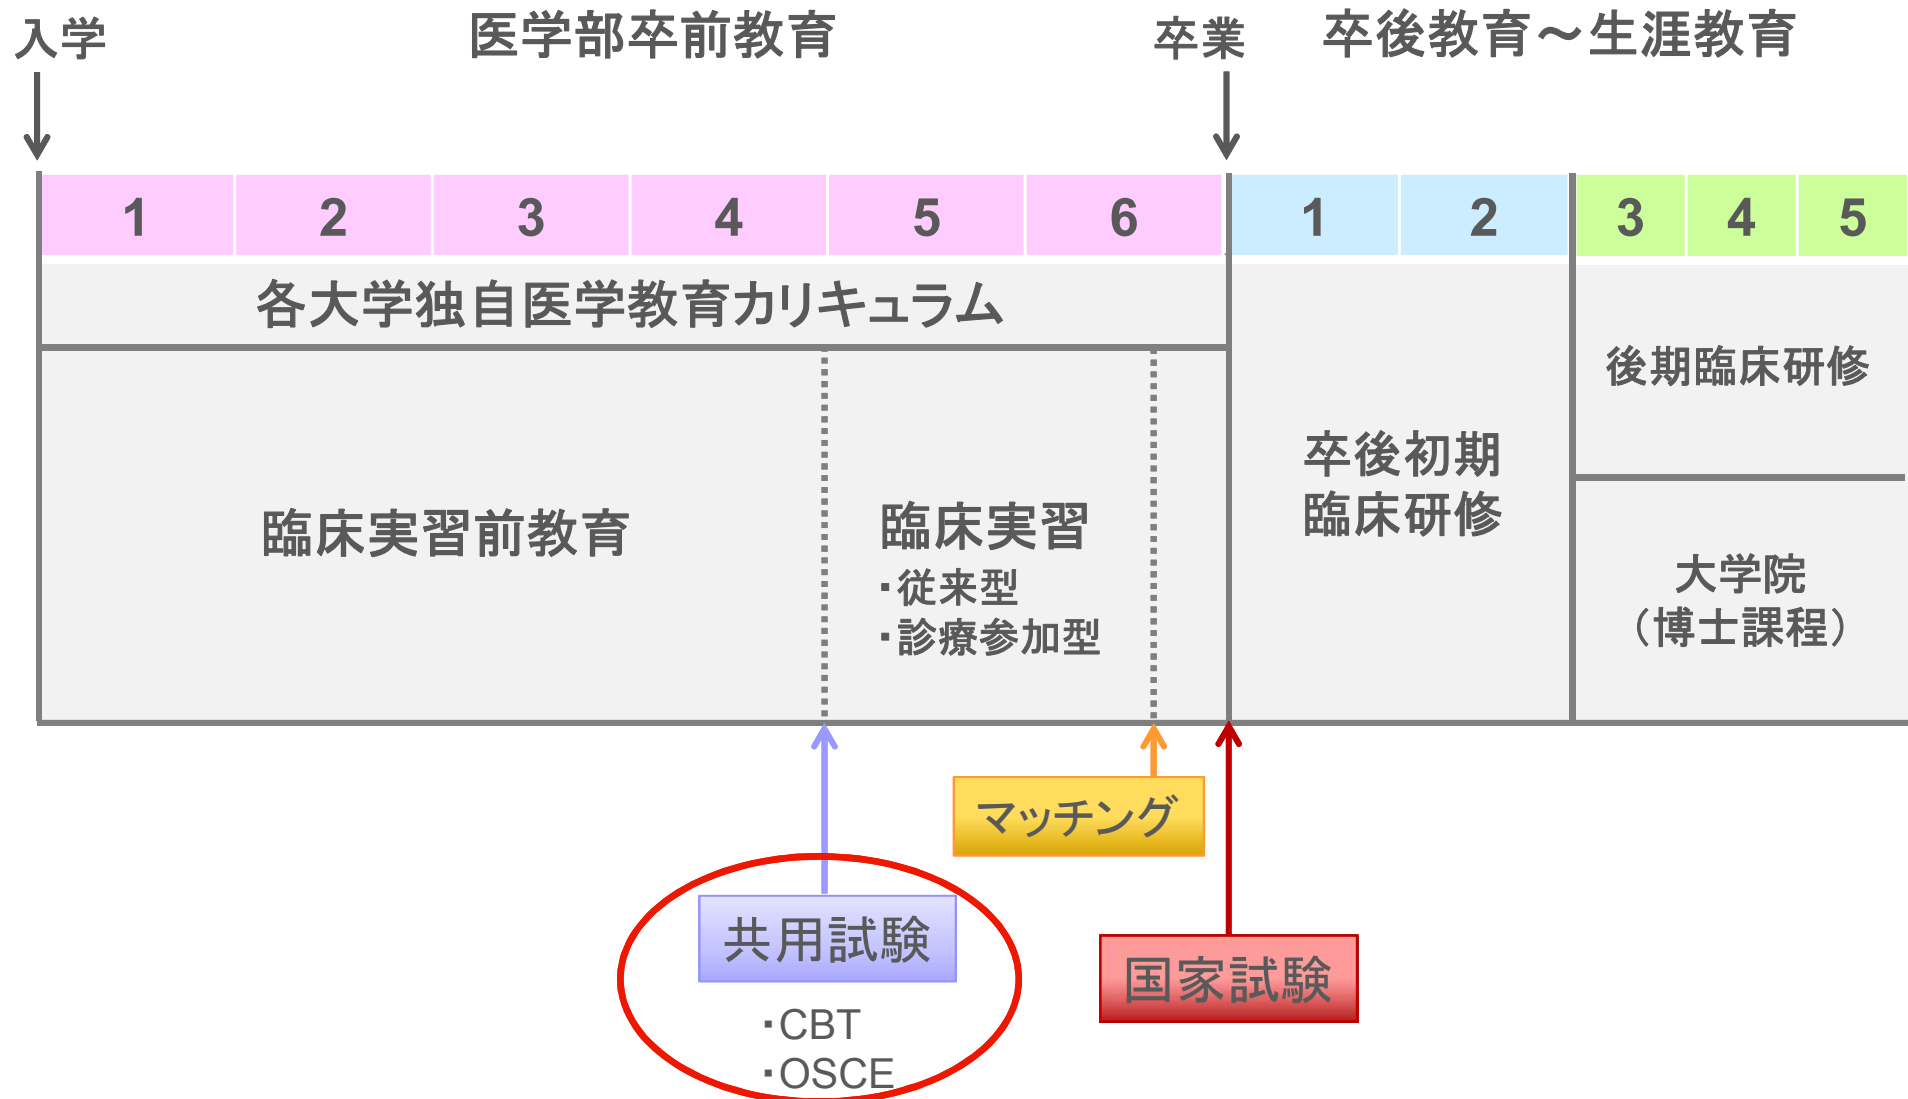 入学
医学部卒前教育
卒業
卒後教育～生涯教育
1 2 3 4 5 6 1 2 3 4 5
各大学独自医学教育カリキュラム
後期臨床研修
卒後初期
臨床研修
臨床実習前教育
臨床実習
・従来型
・診療参加型
大学院
（博士課程）
マッチング
共用試験
・CBT
・OSCE
国家試験